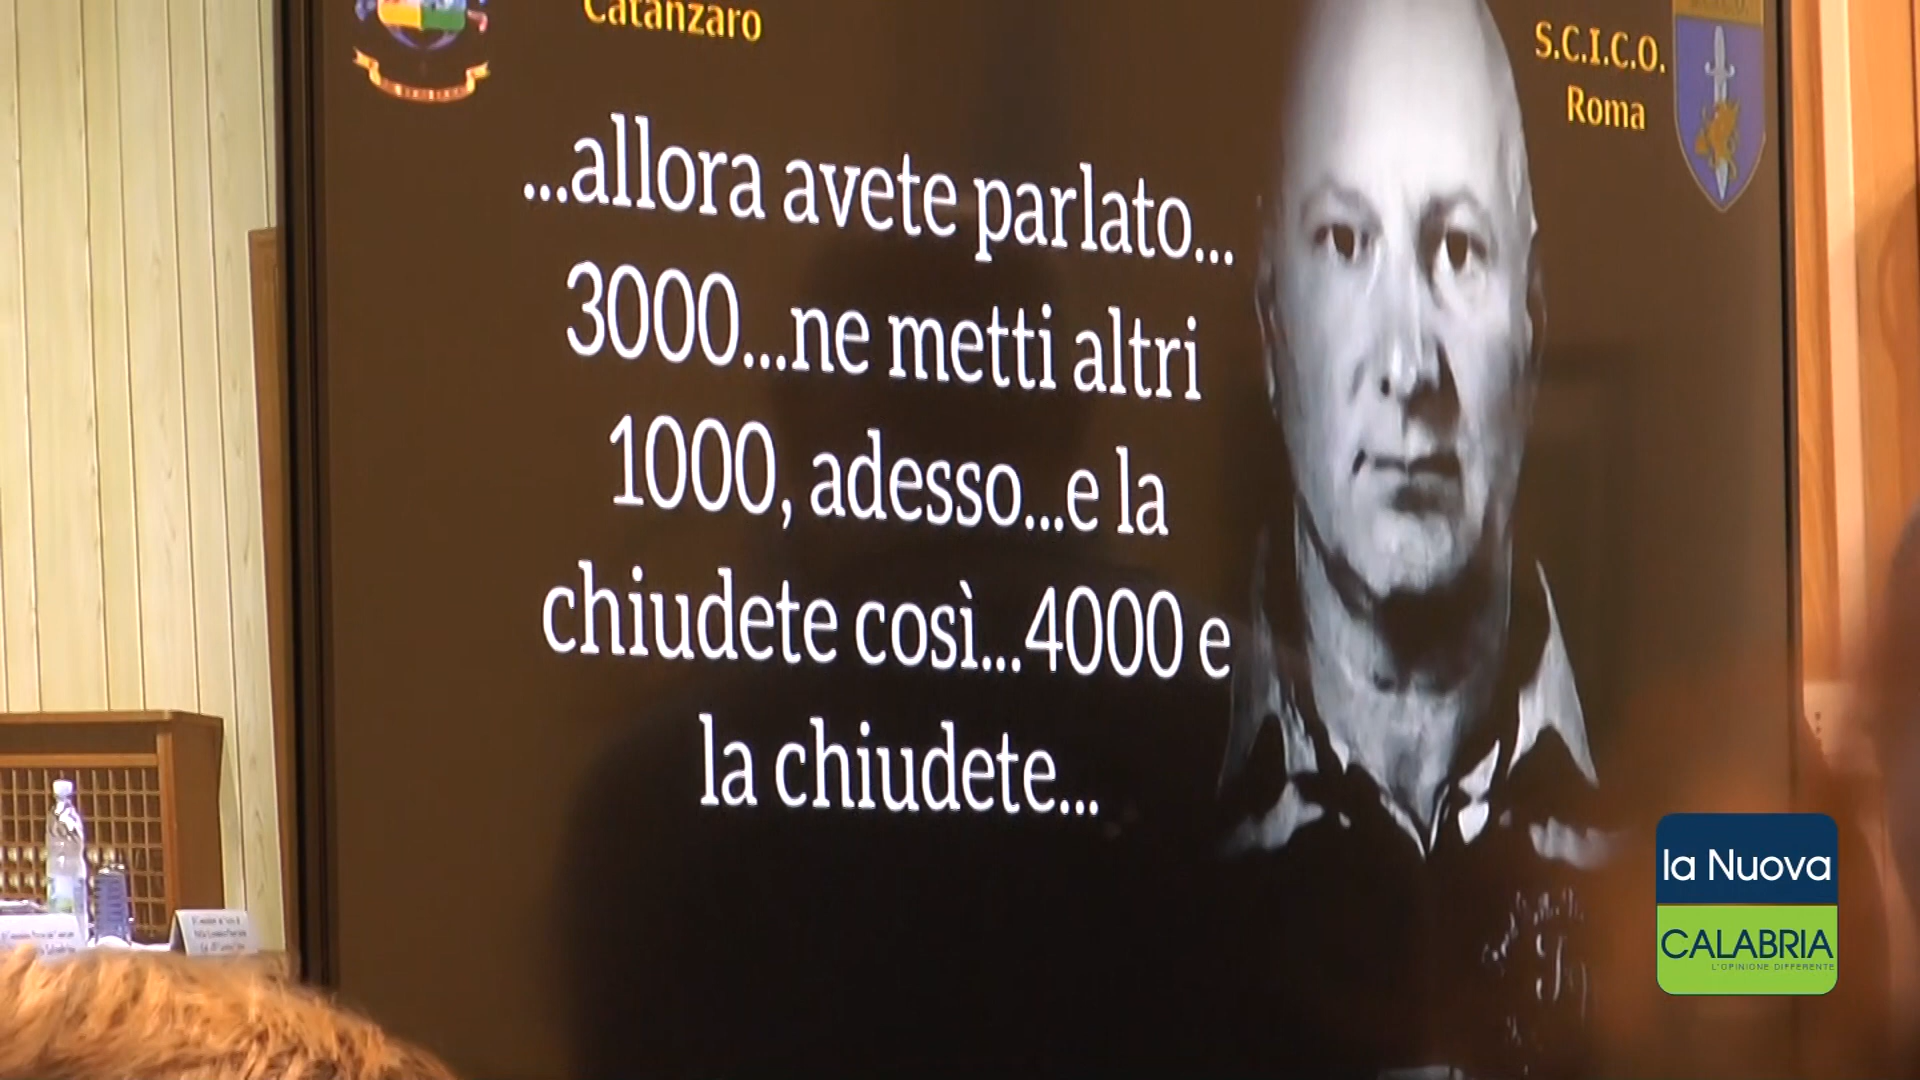 Catanzaro
S.C.I.C.O.
Roma
...allora avete parlato...
3000...ne metti altri
1000, adesso...e la
chiudete così...4000 e
la chiudete...
la Nuova
CALABRIA
L'OPINIONE DIFFERENTE